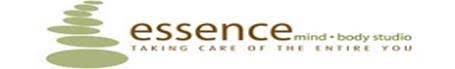 essence mind • body studio
TAKING CARE OF THE ENTIRE YOU